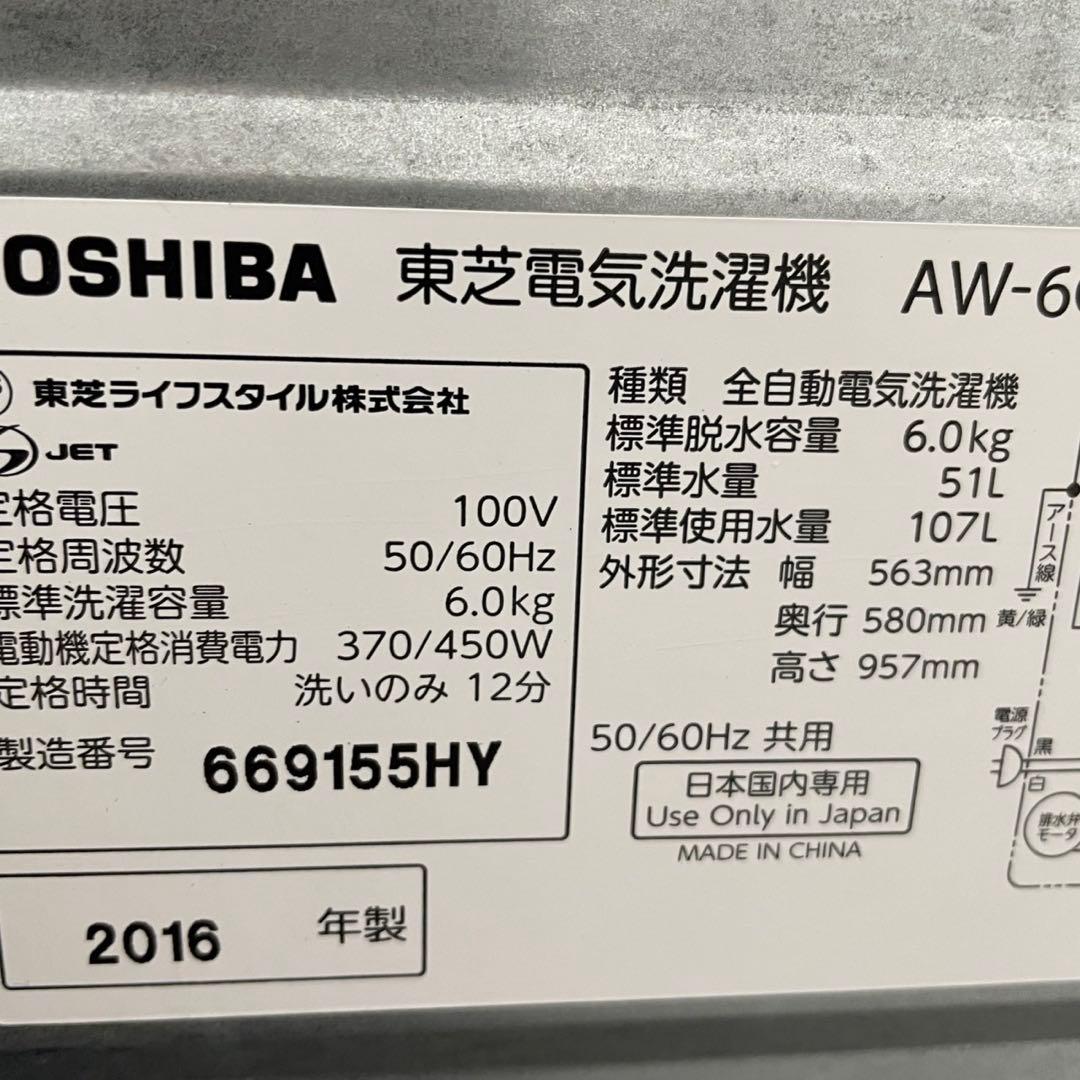 OSHIBA 東芝電気洗濯機 AW-6
東芝ライフスタイル株式会社
JET
定格電圧 100V
定格周波数 50/60Hz
標準洗濯容量 6.0kg
電動機定格消費電力 370/450W
定格時間 洗いのみ 12分
製造番号 669155HY
2016 年製
種類 全自動電気洗濯機
標準脱水容量 6.0kg
標準水量 51L
標準使用水量 107L
外形寸法 幅 563mm
奥行 580mm
高さ 957mm
50/60Hz 共用
日本国内専用
Use Only in Japan
MADE IN CHINA
アース線
黄/緑
電源
プラグ
黒
白
排水弁
モータ